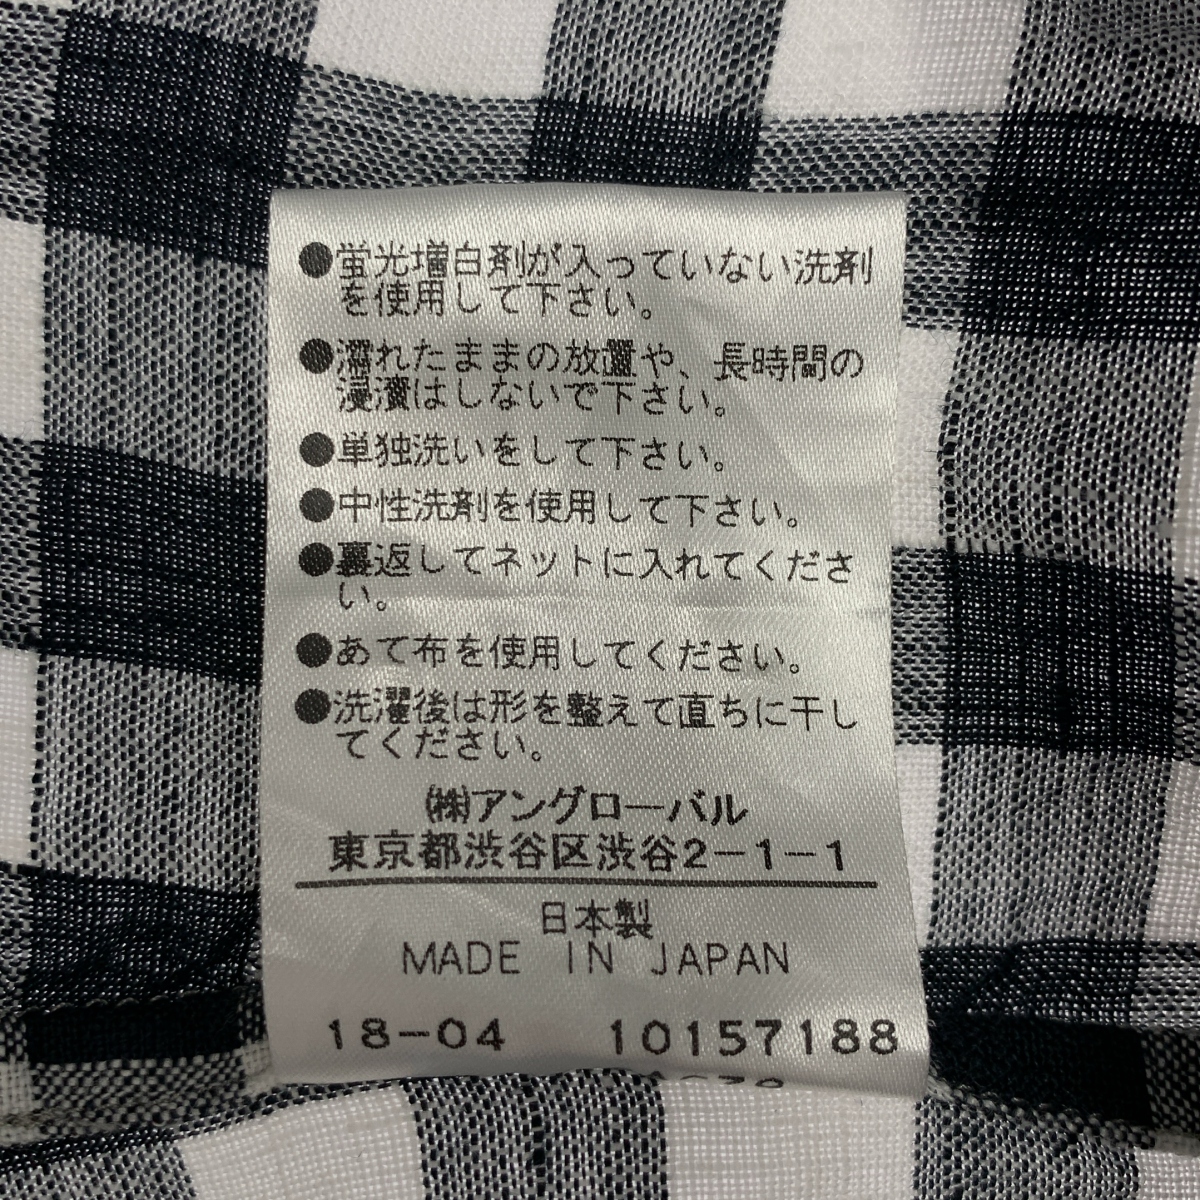 ●蛍光増白剤が入っていない洗剤
を使用して下さい。
●濡れたままの放置や、長時間の
浸漬はしないで下さい。
●単独洗いをして下さい。
●中性洗剤を使用して下さい。
●裏返してネットに入れてくださ
い。
●あて布を使用してください。
●洗濯後は形を整えて直ちに干し
てください。
㈱アングローバル
東京都渋谷区渋谷2-1-1
日本製
MADE IN JAPAN
18-04 10157188